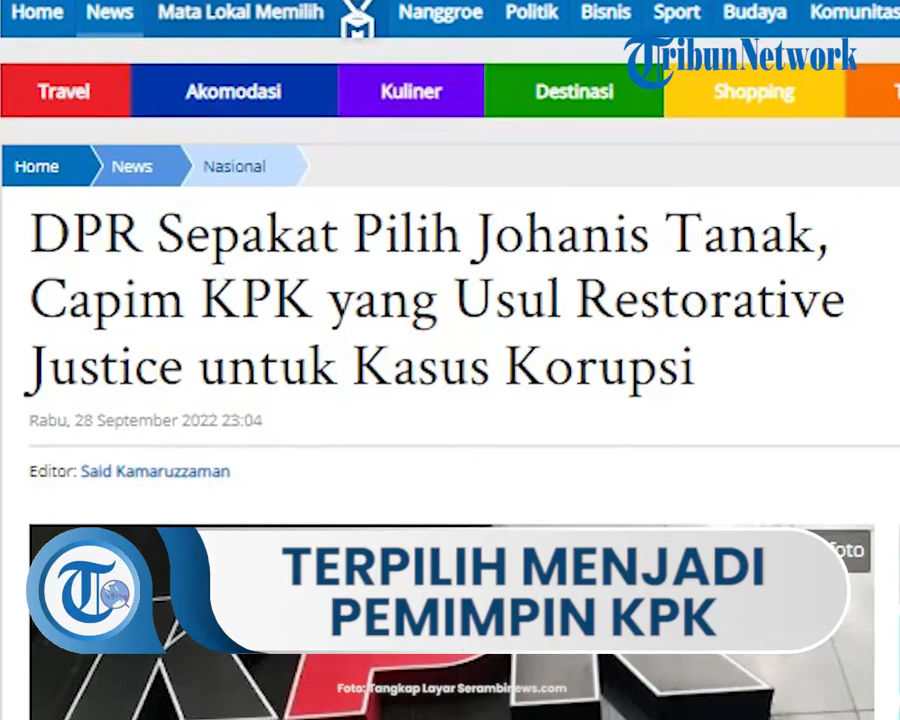 Home News Mata Lokal Memilih Nanggroe Politik Bisnis Sport Budaya Komunitas
TribunNetwork
Travel Akomodasi Kuliner Destinasi Shopping
Home News Nasional
DPR Sepakat Pilih Johanis Tanak,
Capim KPK yang Usul Restorative
Justice untuk Kasus Korupsi
Rabu, 28 September 2022 23:04
Editor: Said Kamaruzzaman
foto
TERPILIH MENJADI
PEMIMPIN KPK
Foto: Tangkap Layar Serambinews.com